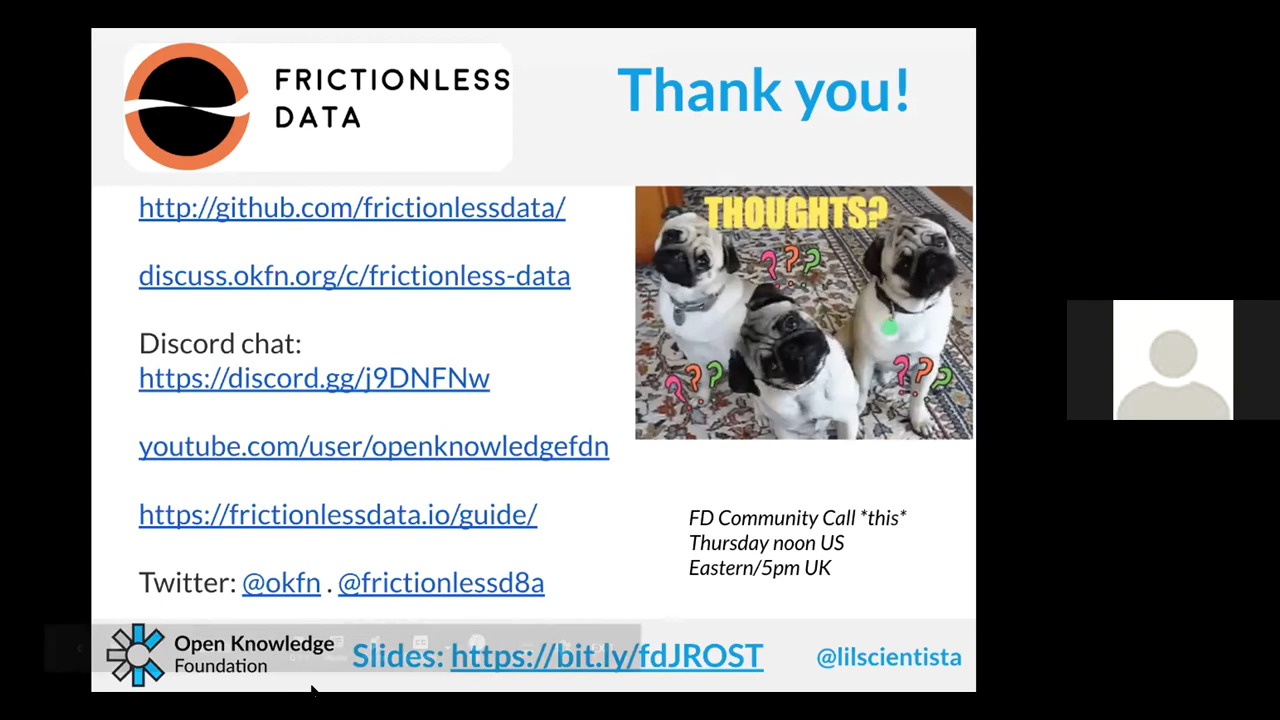 FRICTIONLESS
DATA
Thank you!
http://github.com/frictionlessdata/
discuss.okfn.org/c/frictionless-data
Discord chat:
https://discord.gg/j9DNFNw
youtube.com/user/openknowledgefdn
https://frictionlessdata.io/guide/
Twitter: @okfn . @frictionlessd8a
THOUGHTS?
???
???
???
FD Community Call *this*
Thursday noon US
Eastern/5pm UK
Open Knowledge
Foundation
Slides: https://bit.ly/fdJROST
@lilscientista